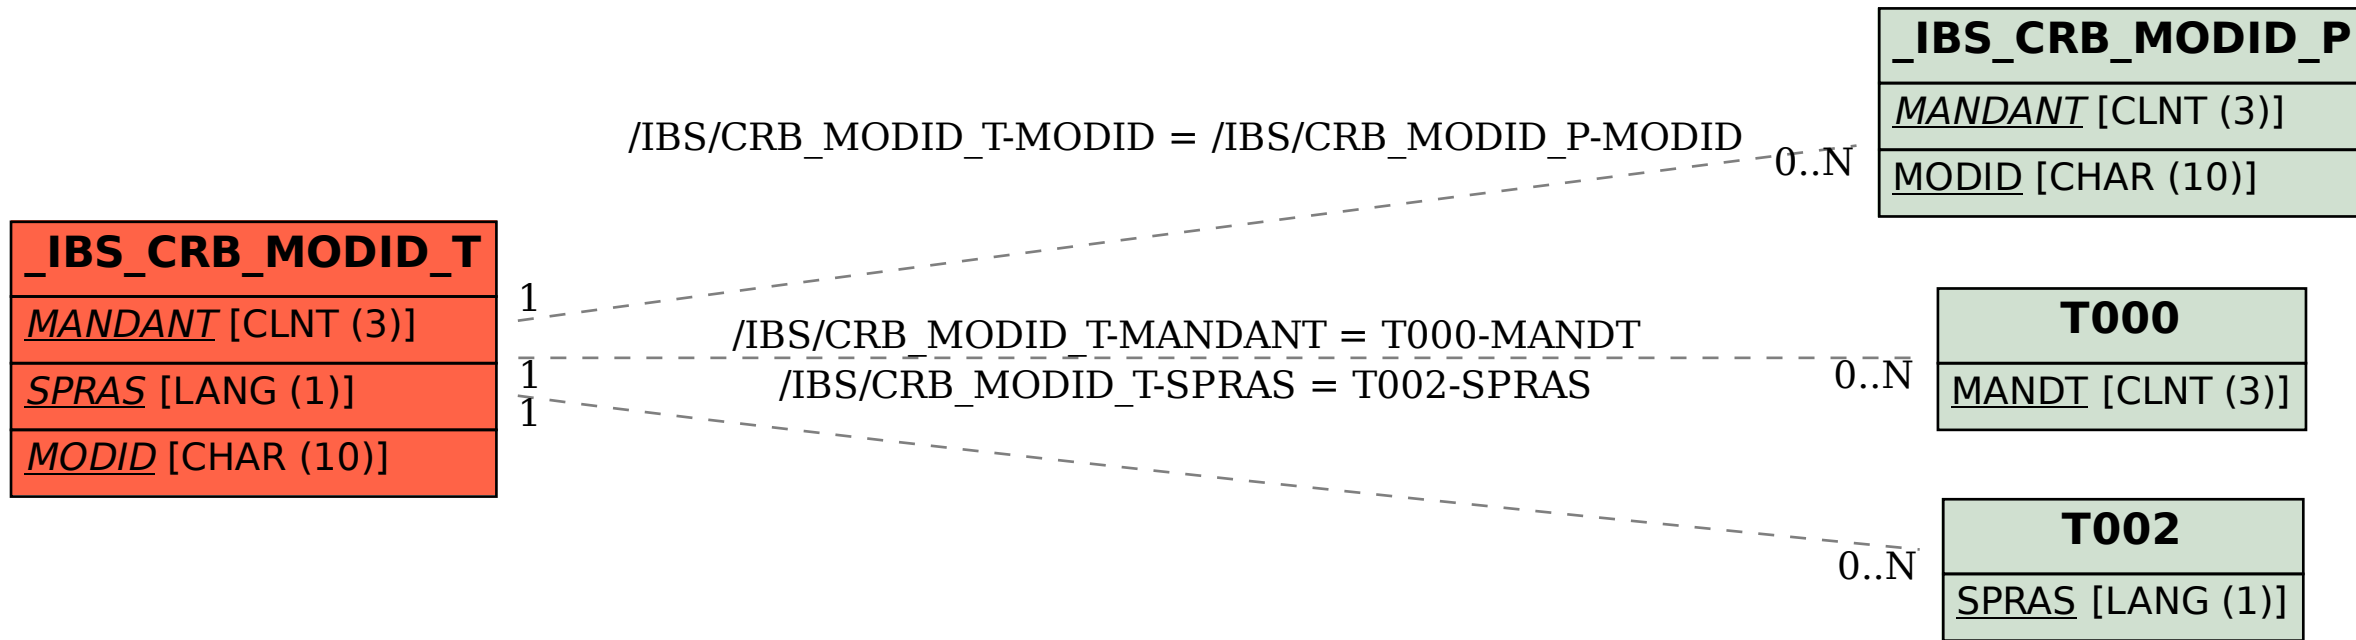 _IBS_CRB_MODID_P
MANDANT [CLNT (3)]
MODID [CHAR (10)]
/IBS/CRB_MODID_T-MODID = /IBS/CRB_MODID_P-MODID
0..N
_IBS_CRB_MODID_T
MANDANT [CLNT (3)]
SPRAS [LANG (1)]
MODID [CHAR (10)]
1
/IBS/CRB_MODID_T-MANDANT = T000-MANDT
1
0..N
/IBS/CRB_MODID_T-SPRAS = T002-SPRAS
1
0..N
T000
MANDT [CLNT (3)]
T002
SPRAS [LANG (1)]